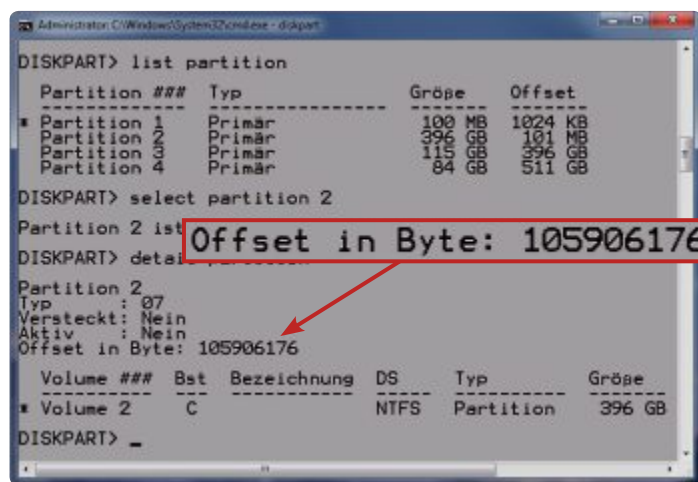 Administrator: C:\Windows\System32\cmd.exe - diskpart
DISKPART> list partition
Partition ### Typ Größe Offset
------------- ---------------- ------- -------
* Partition 1 Primär 100 MB 1024 KB
Partition 2 Primär 396 GB 101 MB
Partition 3 Primär 115 GB 396 GB
Partition 4 Primär 84 GB 511 GB
DISKPART> select partition 2
Partition 2 ist
Offset in Byte: 105906176
DISKPART> detail partition
Partition 2
Typ : 07
Versteckt: Nein
Aktiv : Nein
Offset in Byte: 105906176
Volume ### Bst Bezeichnung DS Typ Größe
---------- --- ----------- ----- ---------- -------
* Volume 2 C NTFS Partition 396 GB
DISKPART> _